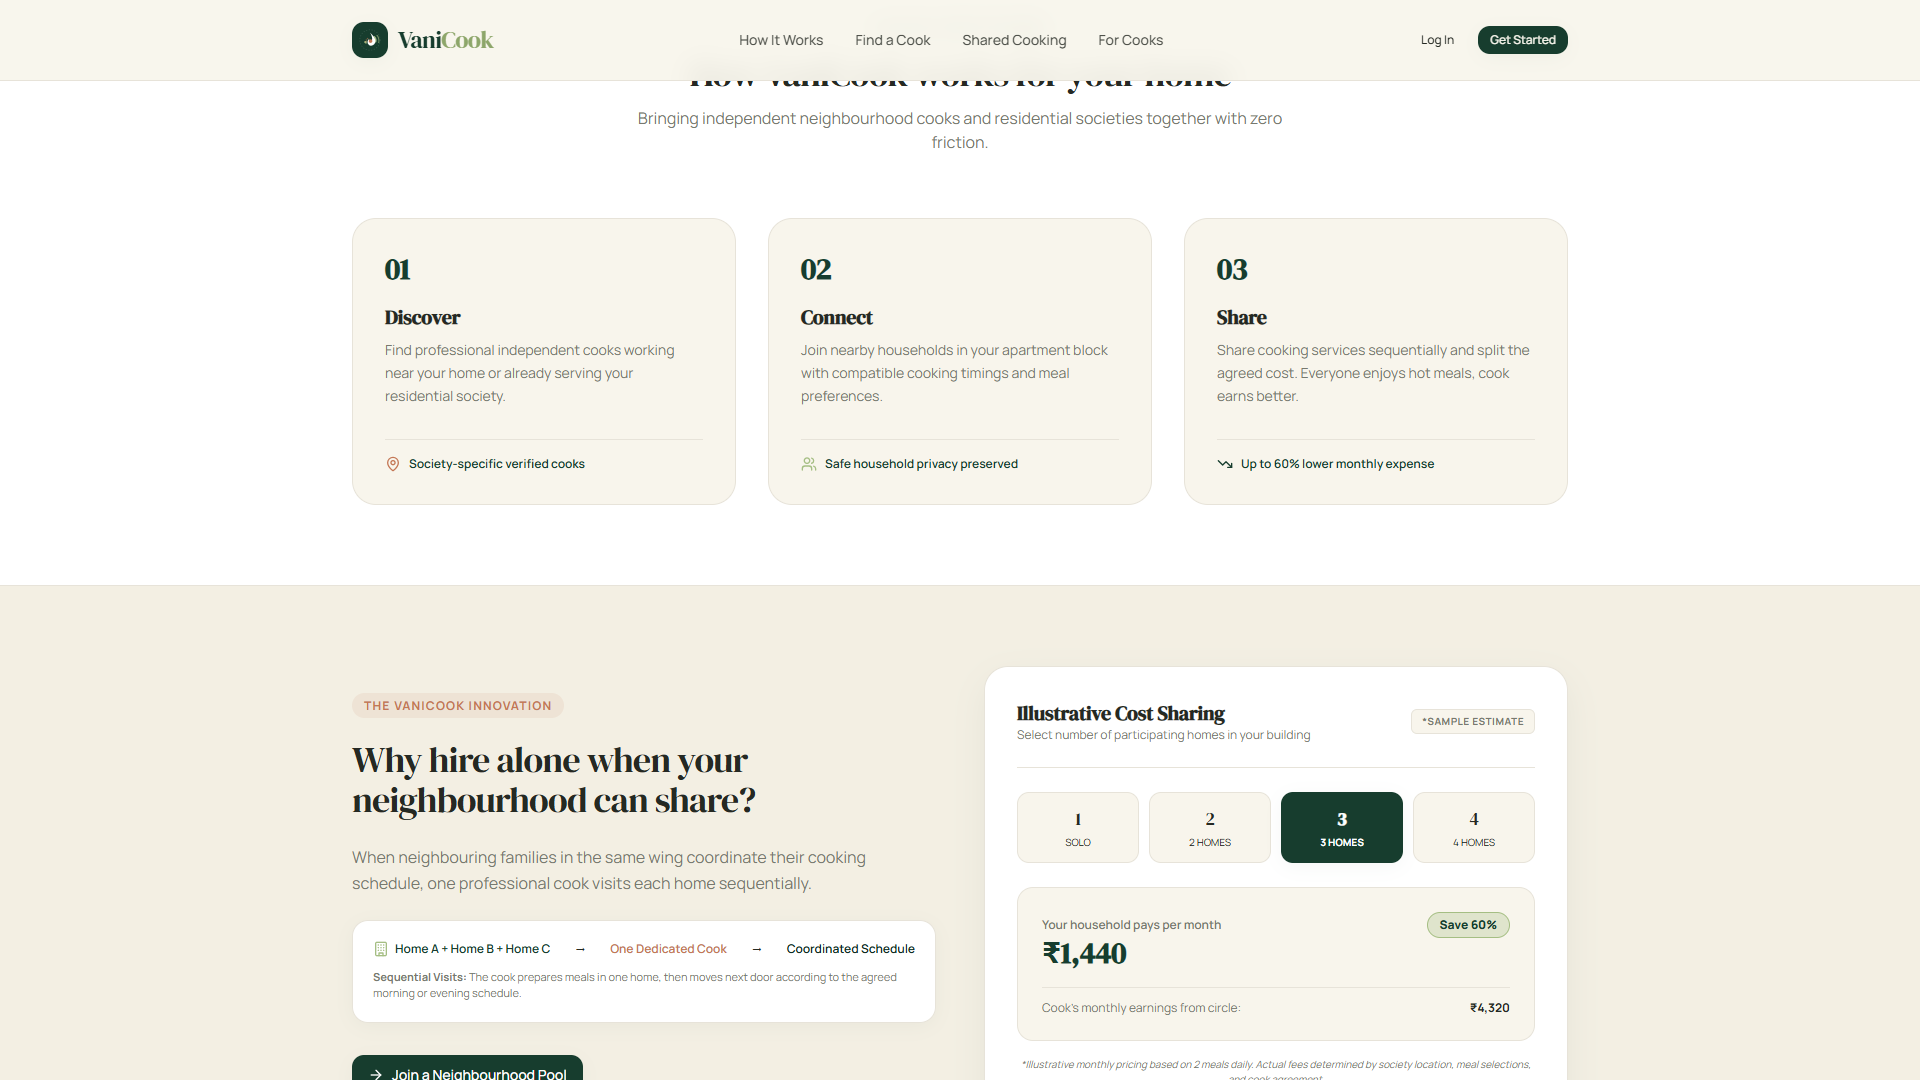 VaniCook
How It Works
Find a Cook
Shared Cooking
For Cooks
Log In
Get Started
How VaniCook works for your home
Bringing independent neighbourhood cooks and residential societies together with zero
friction.
01
Discover
Find professional independent cooks working
near your home or already serving your
residential society.
Society-specific verified cooks
02
Connect
Join nearby households in your apartment block
with compatible cooking timings and meal
preferences.
Safe household privacy preserved
03
Share
Share cooking services sequentially and split the
agreed cost. Everyone enjoys hot meals, cook
earns better.
Up to 60% lower monthly expense
THE VANICOOK INNOVATION
Why hire alone when your
neighbourhood can share?
When neighbouring families in the same wing coordinate their cooking
schedule, one professional cook visits each home sequentially.
Home A + Home B + Home C → One Dedicated Cook → Coordinated Schedule
Sequential Visits: The cook prepares meals in one home, then moves next door according to the agreed
morning or evening schedule.
Join a Neighbourhood Pool
Illustrative Cost Sharing
Select number of participating homes in your building
*SAMPLE ESTIMATE
1
SOLO
2
2 HOMES
3
3 HOMES
4
4 HOMES
Your household pays per month
Save 60%
₹1,440
Cook's monthly earnings from circle:
₹4,320
*Illustrative monthly pricing based on 2 meals daily. Actual fees determined by society location, meal selections,
and cook agreement.